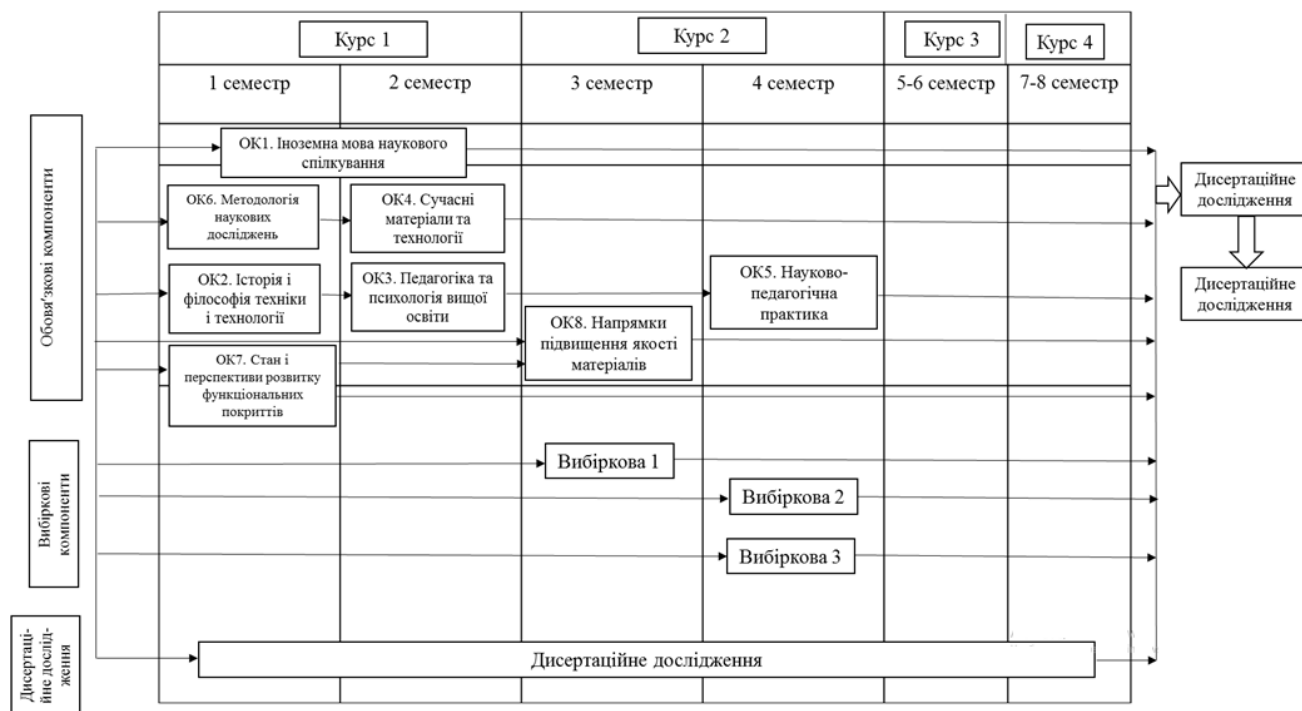 Курс 1
Курс 2
Курс 3
Курс 4
1 семестр
2 семестр
3 семестр
4 семестр
5-6 семестр
7-8 семестр
Обовя'зкові компоненти
ОК1. Іноземна мова наукового
спілкування
ОК6. Методологія
наукових
досліджень
ОК4. Сучасні
матеріали та
технології
ОК2. Історія і
філософія техніки
і технології
ОК3. Педагогіка та
психологія вищої
освіти
ОК5. Науково-
педагогічна
практика
ОК8. Напрямки
підвищення якості
матеріалів
ОК7. Стан і
перспективи розвитку
функціональних
покриттів
Дисертаційне
дослідження
Дисертаційне
дослідження
Вибіркові
компоненти
Вибіркова 1
Вибіркова 2
Вибіркова 3
Дисертаці-
йне дослід-
ження
Дисертаційне дослідження